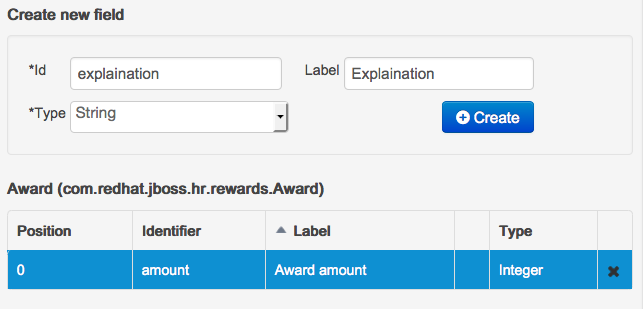 Create new field
*Id explaination Label Explaination
*Type String Create
Award (com.redhat.jboss.hr.rewards.Award)
Position Identifier Label Type
0 amount Award amount Integer